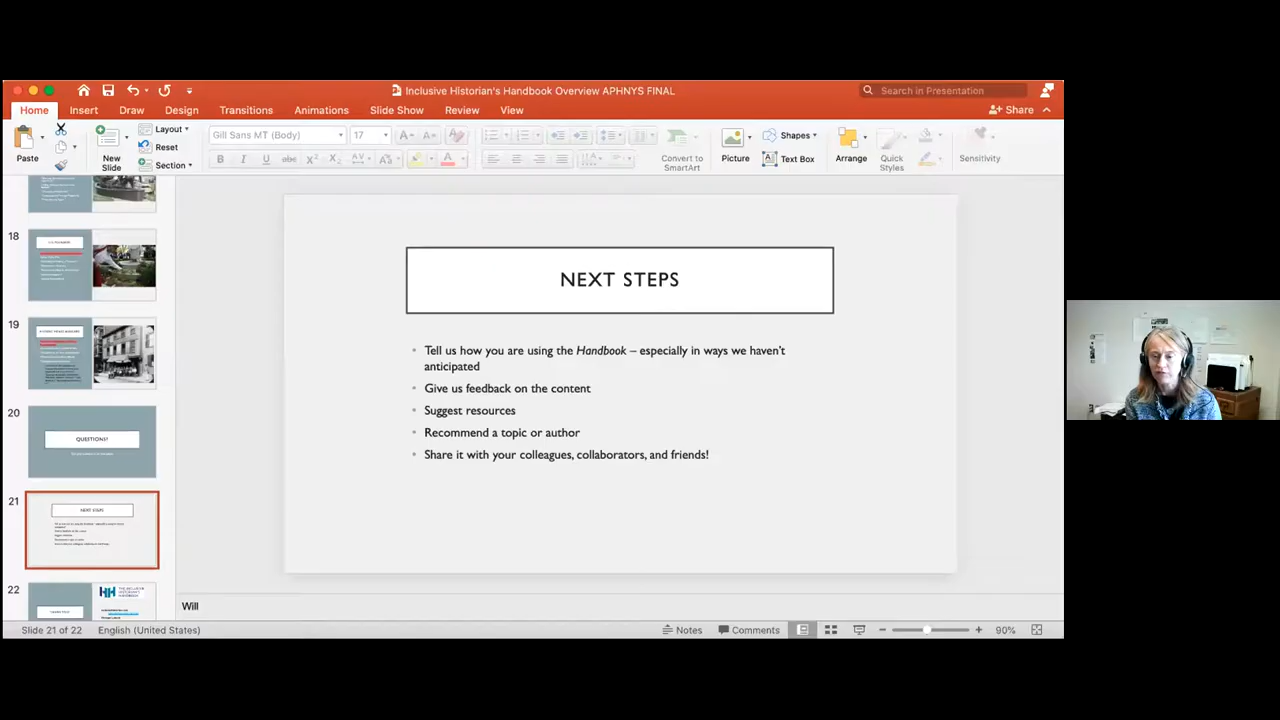 Inclusive Historian's Handbook Overview APHNYS FINAL
Search in Presentation
Home Insert Draw Design Transitions Animations Slide Show Review View
Share
Paste
New Slide
Layout
Reset
Section
Gill Sans MT (Body) 17
Convert to SmartArt
Picture
Shapes
Text Box
Arrange
Quick Styles
Sensitivity
18
19
20
QUESTIONS?
21
NEXT STEPS
22
THE INCLUSIVE
HISTORIAN'S
HANDBOOK
NEXT STEPS
• Tell us how you are using the Handbook – especially in ways we haven't
anticipated
• Give us feedback on the content
• Suggest resources
• Recommend a topic or author
• Share it with your colleagues, collaborators, and friends!
Will
Slide 21 of 22 English (United States) Notes Comments 90%